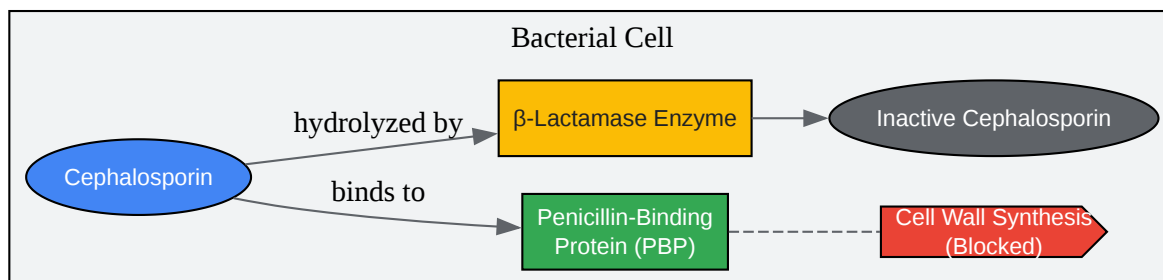 Bacterial Cell
hydrolyzed by
β-Lactamase Enzyme
Inactive Cephalosporin
Cephalosporin
binds to
Penicillin-Binding
Protein (PBP)
Cell Wall Synthesis
(Blocked)